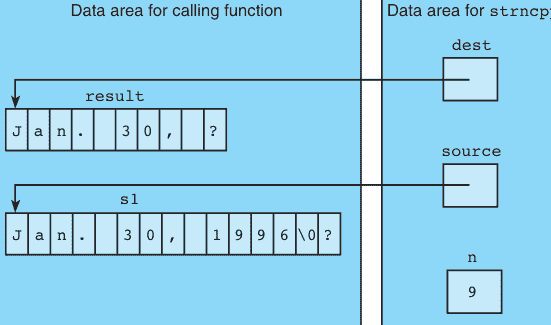 Data area for calling function
Data area for strncpy
dest
result
J a n . 3 0 , ?
source
s1
J a n . 3 0 , 1 9 9 6 \0 ?
n
9